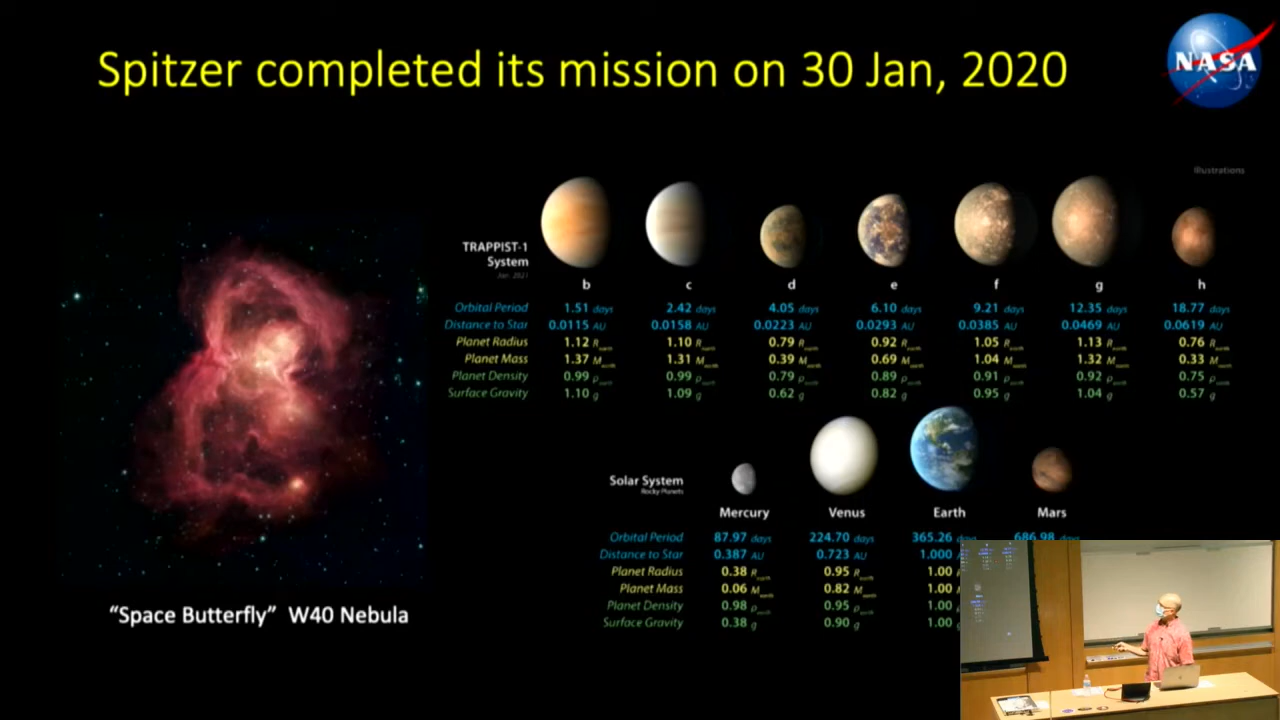 Spitzer completed its mission on 30 Jan, 2020
NASA
Illustrations
TRAPPIST-1
System
Jan. 2021
b c d e f g h
Orbital Period 1.51 days 2.42 days 4.05 days 6.10 days 9.21 days 12.35 days 18.77 days
Distance to Star 0.0115 AU 0.0158 AU 0.0223 AU 0.0293 AU 0.0385 AU 0.0469 AU 0.0619 AU
Planet Radius 1.12 R 1.10 R 0.79 R 0.92 R 1.05 R 1.13 R 0.76 R
Planet Mass 1.37 M 1.31 M 0.39 M 0.69 M 1.04 M 1.32 M 0.33 M
Planet Density 0.99 ρ 0.99 ρ 0.79 ρ 0.89 ρ 0.91 ρ 0.92 ρ 0.75 ρ
Surface Gravity 1.10 g 1.09 g 0.62 g 0.82 g 0.95 g 1.04 g 0.57 g
Solar System
Rocky Planets
Mercury Venus Earth Mars
Orbital Period 87.97 days 224.70 days 365.26 days 686.98 days
Distance to Star 0.387 AU 0.723 AU 1.000
Planet Radius 0.38 R 0.95 R 1.00
Planet Mass 0.06 M 0.82 M 1.00
Planet Density 0.98 ρ 0.95 ρ 1.00
Surface Gravity 0.38 g 0.90 g 1.00
“Space Butterfly” W40 Nebula